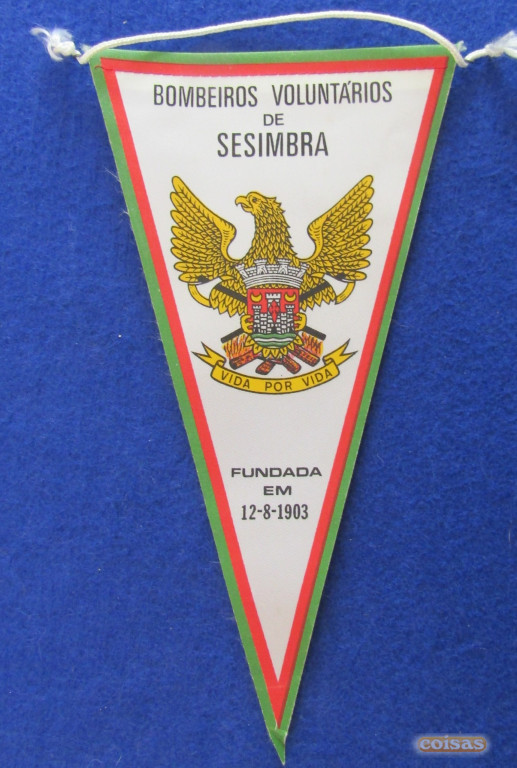 BOMBEIROS VOLUNTÁRIOS
DE
SESIMBRA
VIDA POR VIDA
FUNDADA
EM
12-8-1903
coisas